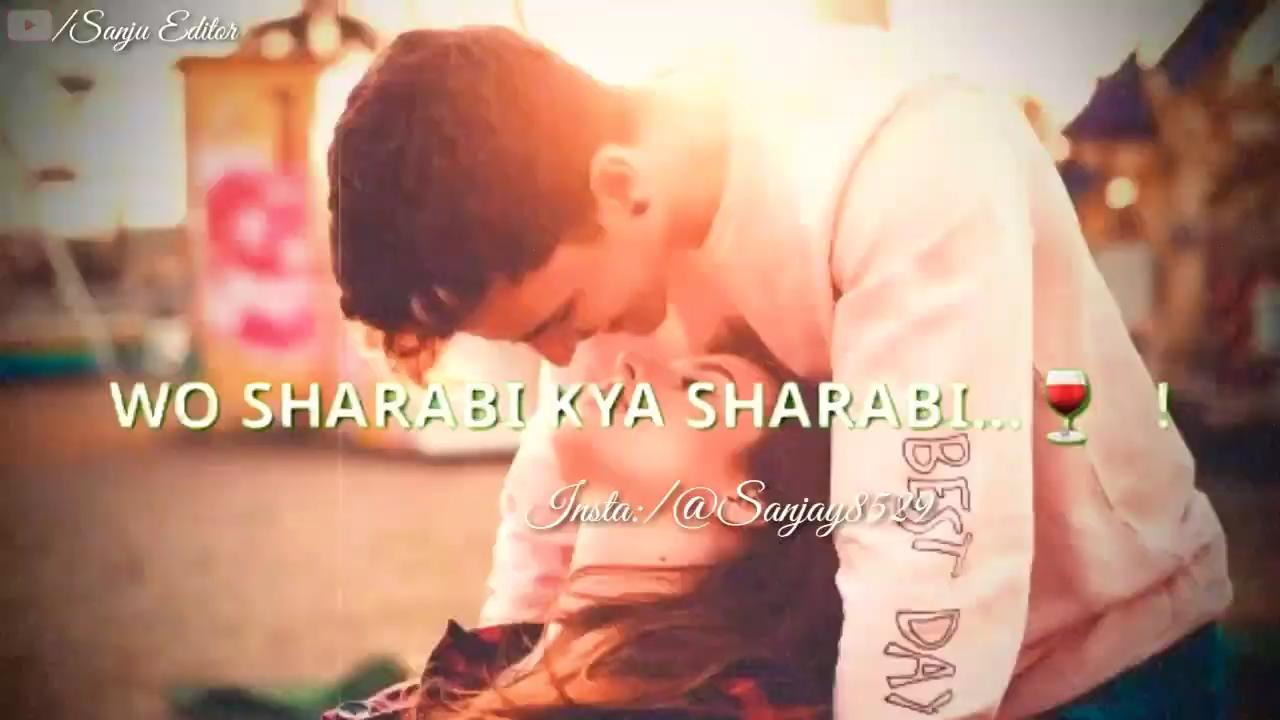 /Sanju Editor
WO SHARABI KYA SHARABI...🍷 !
Insta:/@Sanjay8529
BEST DAY